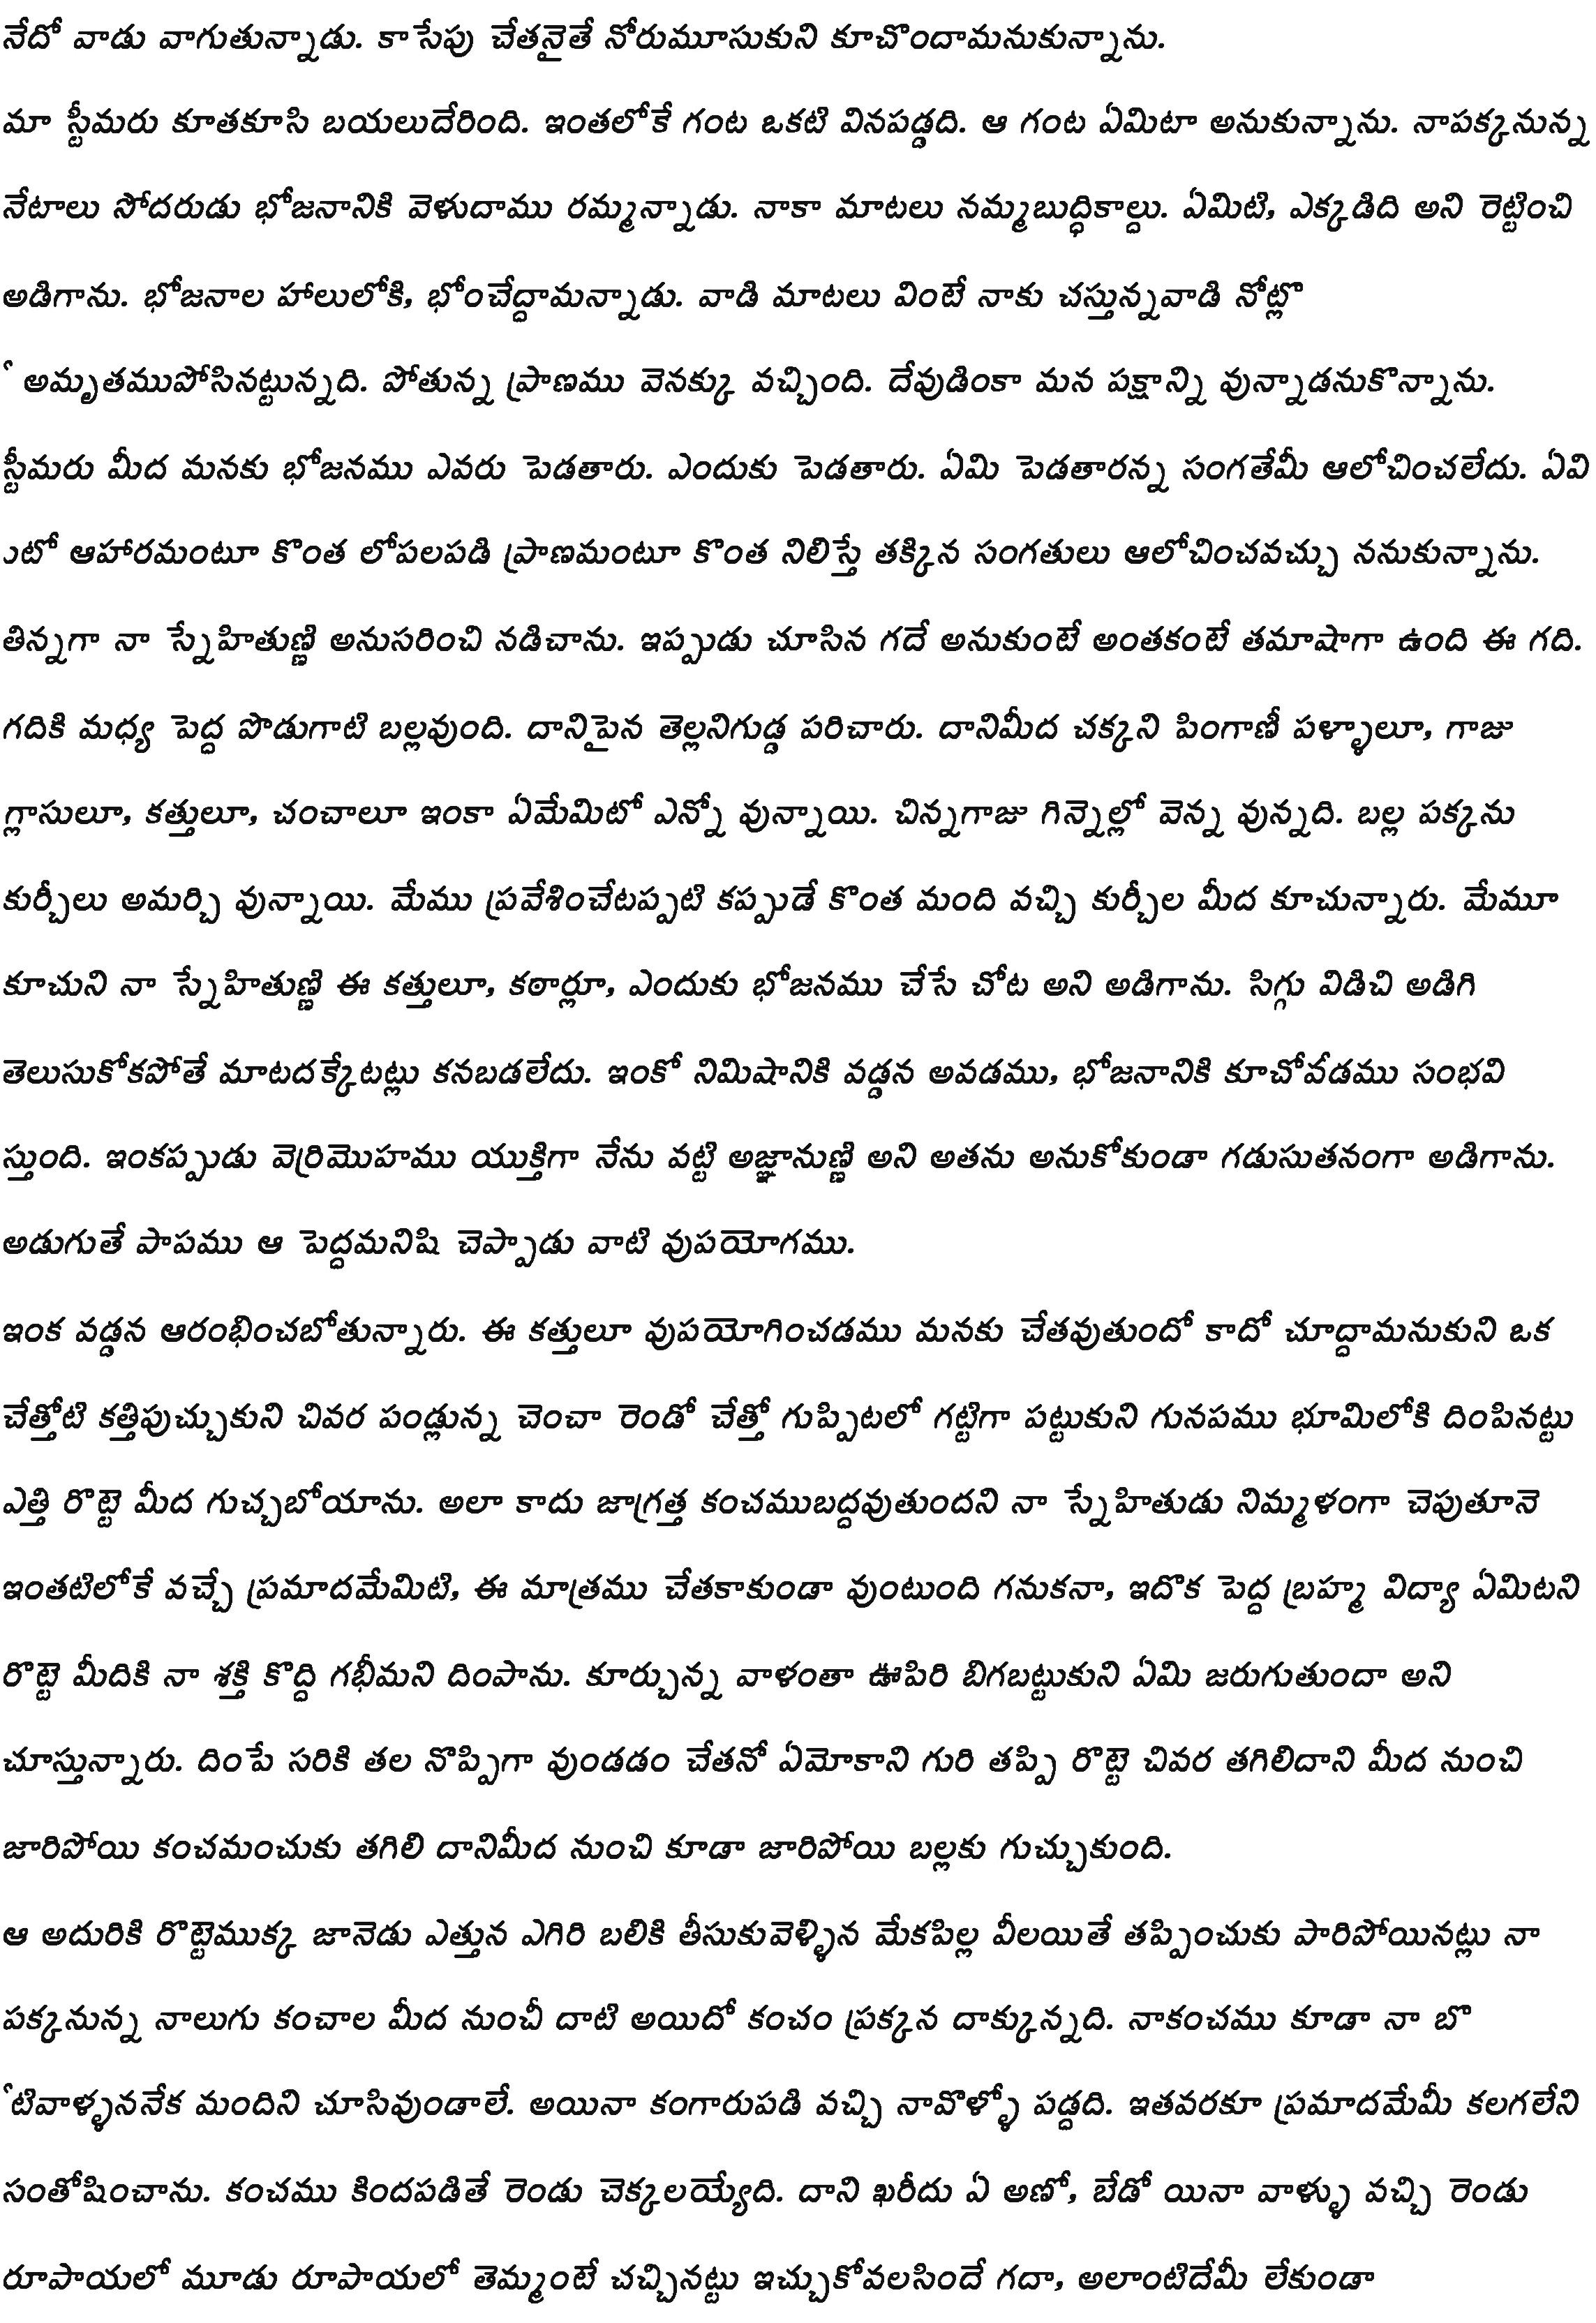 నేదో వాడు వాగుతున్నాడు. కాసేపు చేతనైతే నోరుమూసుకుని కూచొందామనుకున్నాను.
మా స్టీమరు కూతకూసి బయలుదేరింది. ఇంతలోకే గంట ఒకటి వినపడ్డది. ఆ గంట ఏమిటా అనుకున్నాను. నాపక్కనున్న
నేటాలు సోదరుడు భోజనానికి వెళుదాము రమ్మన్నాడు. నాకా మాటలు నమ్మబుద్ధికాల్దు. ఏమిటి, ఎక్కడిది అని రెట్టించి
అడిగాను. భోజనాల హాలులోకి, భోంచేద్దామన్నాడు. వాడి మాటలు వింటే నాకు చస్తున్నవాడి నోట్లొ
ే అమృతముపోసినట్టున్నది. పోతున్న ప్రాణము వెనక్కు వచ్చింది. దేవుడింకా మన పక్షాన్ని వున్నాడనుకొన్నాను.
స్టీమరు మీద మనకు భోజనము ఎవరు పెడతారు. ఎందుకు పెడతారు. ఏమి పెడతారన్న సంగతేమీ ఆలోచించలేదు. ఏవి
ుటో ఆహారమంటూ కొంత లోపలపడి ప్రాణమంటూ కొంత నిలిస్తే తక్కిన సంగతులు ఆలోచించవచ్చు ననుకున్నాను.
తిన్నగా నా స్నేహితుణ్ణి అనుసరించి నడిచాను. ఇప్పుడు చూసిన గదే అనుకుంటే అంతకంటే తమాషాగా ఉంది ఈ గది.
గదికి మధ్య పెద్ద పొడుగాటి బల్లవుంది. దానిపైన తెల్లనిగుడ్డ పరిచారు. దానిమీద చక్కని పింగాణీ పళ్ళాలూ, గాజు
గ్లాసులూ, కత్తులూ, చంచాలూ ఇంకా ఏమేమిటో ఎన్నో వున్నాయి. చిన్నగాజు గిన్నెల్లో వెన్న వున్నది. బల్ల పక్కను
కుర్చీలు అమర్చి వున్నాయి. మేము ప్రవేశించేటప్పటి కప్పుడే కొంత మంది వచ్చి కుర్చీల మీద కూచున్నారు. మేమూ
కూచుని నా స్నేహితుణ్ణి ఈ కత్తులూ, కఠార్లూ, ఎందుకు భోజనము చేసే చోట అని అడిగాను. సిగ్గు విడిచి అడిగి
తెలుసుకోకపోతే మాటదక్కేటట్లు కనబడలేదు. ఇంకో నిమిషానికి వడ్డన అవడము, భోజనానికి కూచోవడము సంభవి
స్తుంది. ఇంకప్పుడు వెర్రిమొహము యుక్తిగా నేను వట్టి అజ్ఞానుణ్ణి అని అతను అనుకోకుండా గడుసుతనంగా అడిగాను.
అడుగుతే పాపము ఆ పెద్దమనిషి చెప్పాడు వాటి వుపయోగము.
ఇంక వడ్డన ఆరంభించబోతున్నారు. ఈ కత్తులూ వుపయోగించడము మనకు చేతవుతుందో కాదో చూద్దామనుకుని ఒక
చేత్తోటి కత్తిపుచ్చుకుని చివర పండ్లున్న చెంచా రెండో చేత్తో గుప్పిటలో గట్టిగా పట్టుకుని గునపము భూమిలోకి దింపినట్టు
ఎత్తి రొట్టె మీద గుచ్చబోయాను. అలా కాదు జాగ్రత్త కంచముబద్దవుతుందని నా స్నేహితుడు నిమ్మళంగా చెపుతూనె
ఇంతటిలోకే వచ్చే ప్రమాదమేమిటి, ఈ మాత్రము చేతకాకుండా వుంటుంది గనుకనా, ఇదొక పెద్ద బ్రహ్మ విద్యా ఏమిటని
రొట్టె మీదికి నా శక్తి కొద్ది గభీమని దింపాను. కూర్చున్న వాళంతా ఊపిరి బిగబట్టుకుని ఏమి జరుగుతుందా అని
చూస్తున్నారు. దింపే సరికి తల నొప్పిగా వుండడం చేతనో ఏమోకాని గురి తప్పి రొట్టె చివర తగిలిదాని మీద నుంచి
జారిపోయి కంచమంచుకు తగిలి దానిమీద నుంచి కూడా జారిపోయి బల్లకు గుచ్చుకుంది.
ఆ అదురికి రొట్టెముక్క జానెడు ఎత్తున ఎగిరి బలికి తీసుకువెళ్ళిన మేకపిల్ల వీలయితే తప్పించుకు పారిపోయినట్లు నా
పక్కనున్న నాలుగు కంచాల మీద నుంచీ దాటి అయిదో కంచం ప్రక్కన దాక్కున్నది. నాకంచము కూడా నా బొ
ేటివాళ్ళననేక మందిని చూసివుండాలే. అయినా కంగారుపడి వచ్చి నావొళ్ళో పడ్డది. ఇతవరకూ ప్రమాదమేమీ కలగలేని
సంతోషించాను. కంచము కిందపడితే రెండు చెక్కలయ్యేది. దాని ఖరీదు ఏ అణో, బేడో యినా వాళ్ళు వచ్చి రెండు
రూపాయలో మూడు రూపాయలో తెమ్మంటే చచ్చినట్టు ఇచ్చుకోవలసిందే గదా, అలాంటిదేమీ లేకుండా